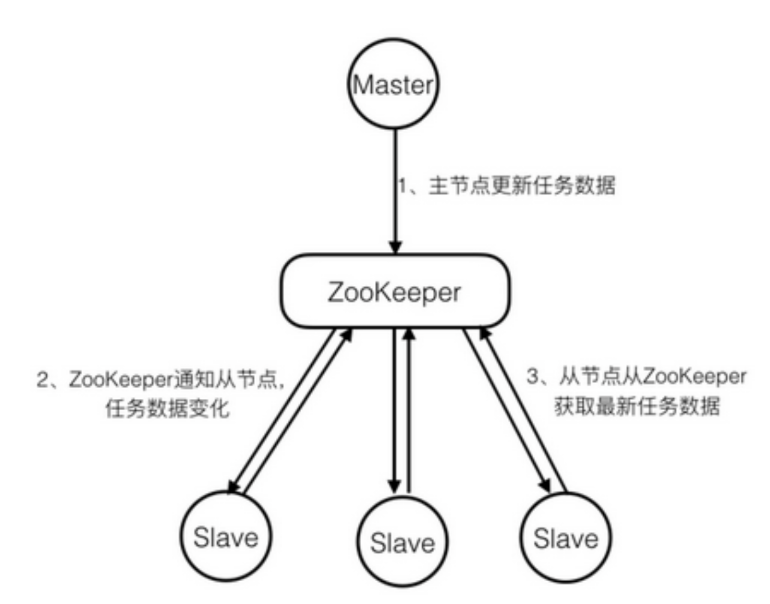 Master
1、主节点更新任务数据
ZooKeeper
2、ZooKeeper通知从节点,
任务数据变化
3、从节点从ZooKeeper
获取最新任务数据
Slave
Slave
Slave